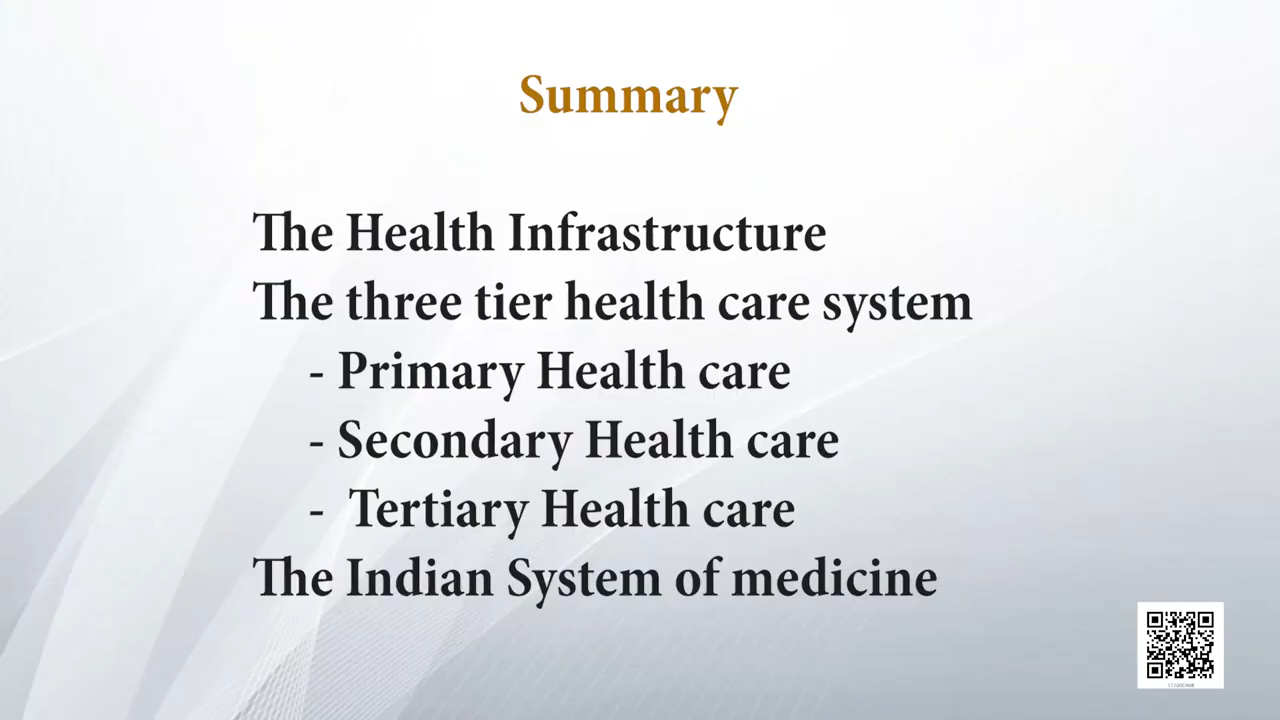 Summary
The Health Infrastructure
The three tier health care system
- Primary Health care
- Secondary Health care
- Tertiary Health care
The Indian System of medicine